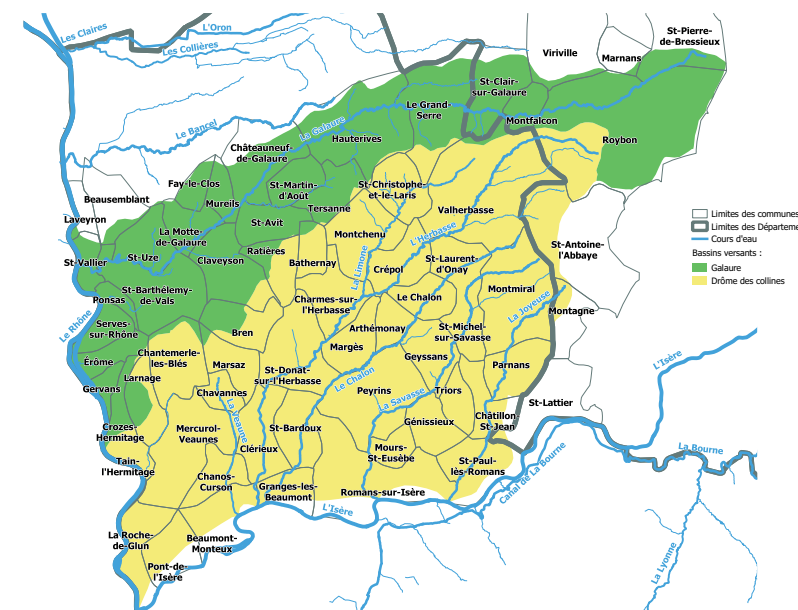 Les Claires
L'Oron
Les Collières
St-Pierre-
de-Bressieux
Viriville
Marnans
St-Clair-
sur-Galaure
Le Grand-
Serre
Montfalcon
Le Bancel
La Galaure
Hauterives
Roybon
Châteauneuf-
de-Galaure
Fay-le-Clos
St-Martin-
d'Août
St-Christophe-
et-le-Laris
Beausemblant
Mureils
Tersanne
Valherbasse
Laveyron
St-Avit
La Motte-
de-Galaure
Montchenu
L'Herbasse
Limites des communes
Limites des Départeme
Cours d'eau
Bassins versants :
Galaure
Drôme des collines
St-Vallier
St-Uze
Claveyson
Ratières
Bathernay
La Limone
Crépol
St-Laurent-
d'Onay
St-Antoine-
l'Abbaye
Ponsas
St-Barthélemy-
de-Vals
Charmes-sur-
l'Herbasse
Le Chalon
Montmiral
La Joyeuse
Montagne
Le Rhône
Serves-
sur-Rhône
Bren
Arthémonay
St-Michel-
sur-Savasse
Margès
Geyssans
Érôme
Chantemerle-
les-Blés
Marsaz
St-Donat-
sur-l'Herbasse
Parnans
L'Isère
Larnage
Gervans
Chavannes
Le Chalon
Peyrins
Triors
La Savasse
St-Lattier
La Veaune
Châtillon-
St-Jean
Crozes-
Hermitage
Mercurol-
Veaunes
St-Bardoux
Génissieux
Clérieux
Mours-
St-Eusèbe
La Bourne
Tain-
l'Hermitage
St-Paul-
lès-Romans
Canal de La Bourne
Chanos-
Curson
Granges-les-
Beaumont
Romans-sur-Isère
L'Isère
La Roche-
de-Glun
Beaumont-
Monteux
Pont-de-
l'Isère
La Lyonne